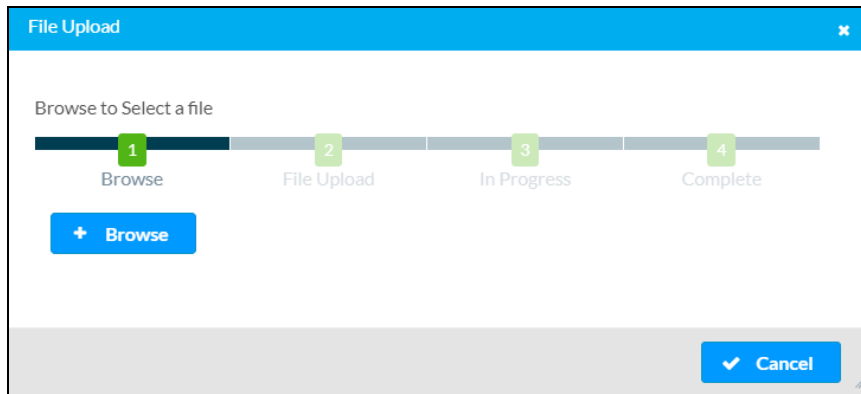 File Upload
Browse to Select a file
1 2 3 4
Browse File Upload In Progress Complete
+ Browse
Cancel